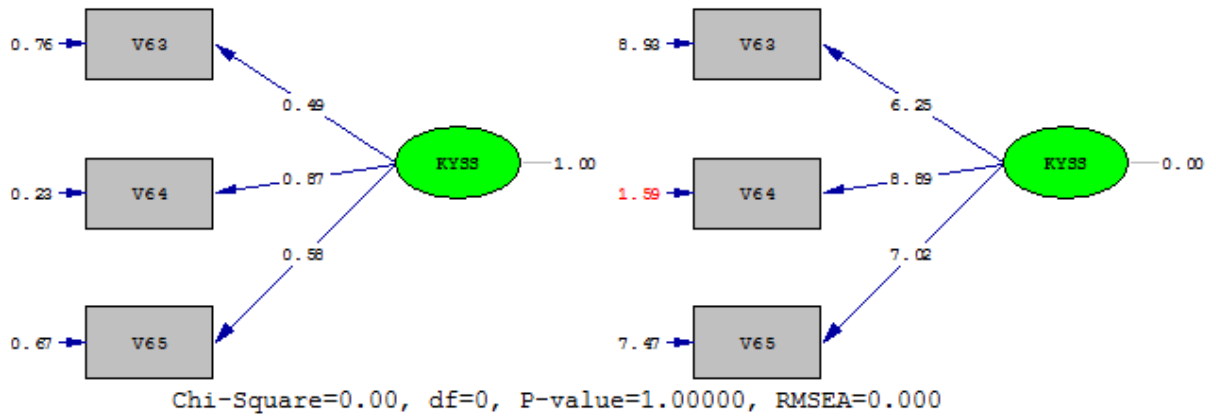 0.76 V63 8.93 V63
0.49 6.25
KYSS 1.00 KYSS 0.00
0.23 V64 0.87 1.59 V64 8.89
0.58 7.02
0.67 V65 7.47 V65
Chi-Square=0.00, df=0, P-value=1.00000, RMSEA=0.000